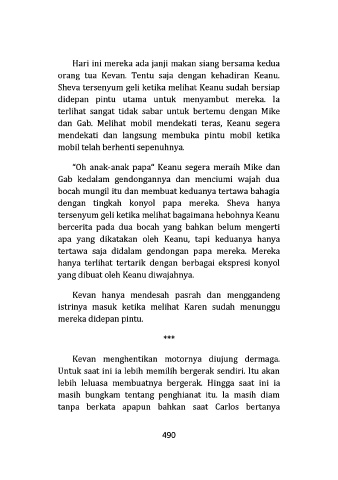 Hari ini mereka ada janji makan siang bersama kedua
orang tua Kevan. Tentu saja dengan kehadiran Keanu.
Sheva tersenyum geli ketika melihat Keanu sudah bersiap
didepan pintu utama untuk menyambut mereka. Ia
terlihat sangat tidak sabar untuk bertemu dengan Mike
dan Gab. Melihat mobil mendekati teras, Keanu segera
mendekati dan langsung membuka pintu mobil ketika
mobil telah berhenti sepenuhnya.
"Oh anak-anak papa" Keanu segera meraih Mike dan
Gab kedalam gendongannya dan menciumi wajah dua
bocah mungil itu dan membuat keduanya tertawa bahagia
dengan tingkah konyol papa mereka. Sheva hanya
tersenyum geli ketika melihat bagaimana hebohnya Keanu
bercerita pada dua bocah yang bahkan belum mengerti
apa yang dikatakan oleh Keanu, tapi keduanya hanya
tertawa saja didalam gendongan papa mereka. Mereka
hanya terlihat tertarik dengan berbagai ekspresi konyol
yang dibuat oleh Keanu diwajahnya.
Kevan hanya mendesah pasrah dan menggandeng
istrinya masuk ketika melihat Karen sudah menunggu
mereka didepan pintu.
***
Kevan menghentikan motornya diujung dermaga.
Untuk saat ini ia lebih memilih bergerak sendiri. Itu akan
lebih leluasa membuatnya bergerak. Hingga saat ini ia
masih bungkam tentang penghianat itu. Ia masih diam
tanpa berkata apapun bahkan saat Carlos bertanya
490